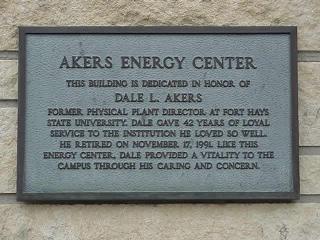 AKERS ENERGY CENTER
THIS BUILDING IS DEDICATED IN HONOR OF
DALE L. AKERS
FORMER PHYSICAL PLANT DIRECTOR AT FORT HAYS
STATE UNIVERSITY. DALE GAVE 42 YEARS OF LOYAL
SERVICE TO THE INSTITUTION HE LOVED SO WELL.
HE RETIRED ON NOVEMBER 17, 1991. LIKE THIS
ENERGY CENTER, DALE PROVIDED A VITALITY TO THE
CAMPUS THROUGH HIS CARING AND CONCERN.